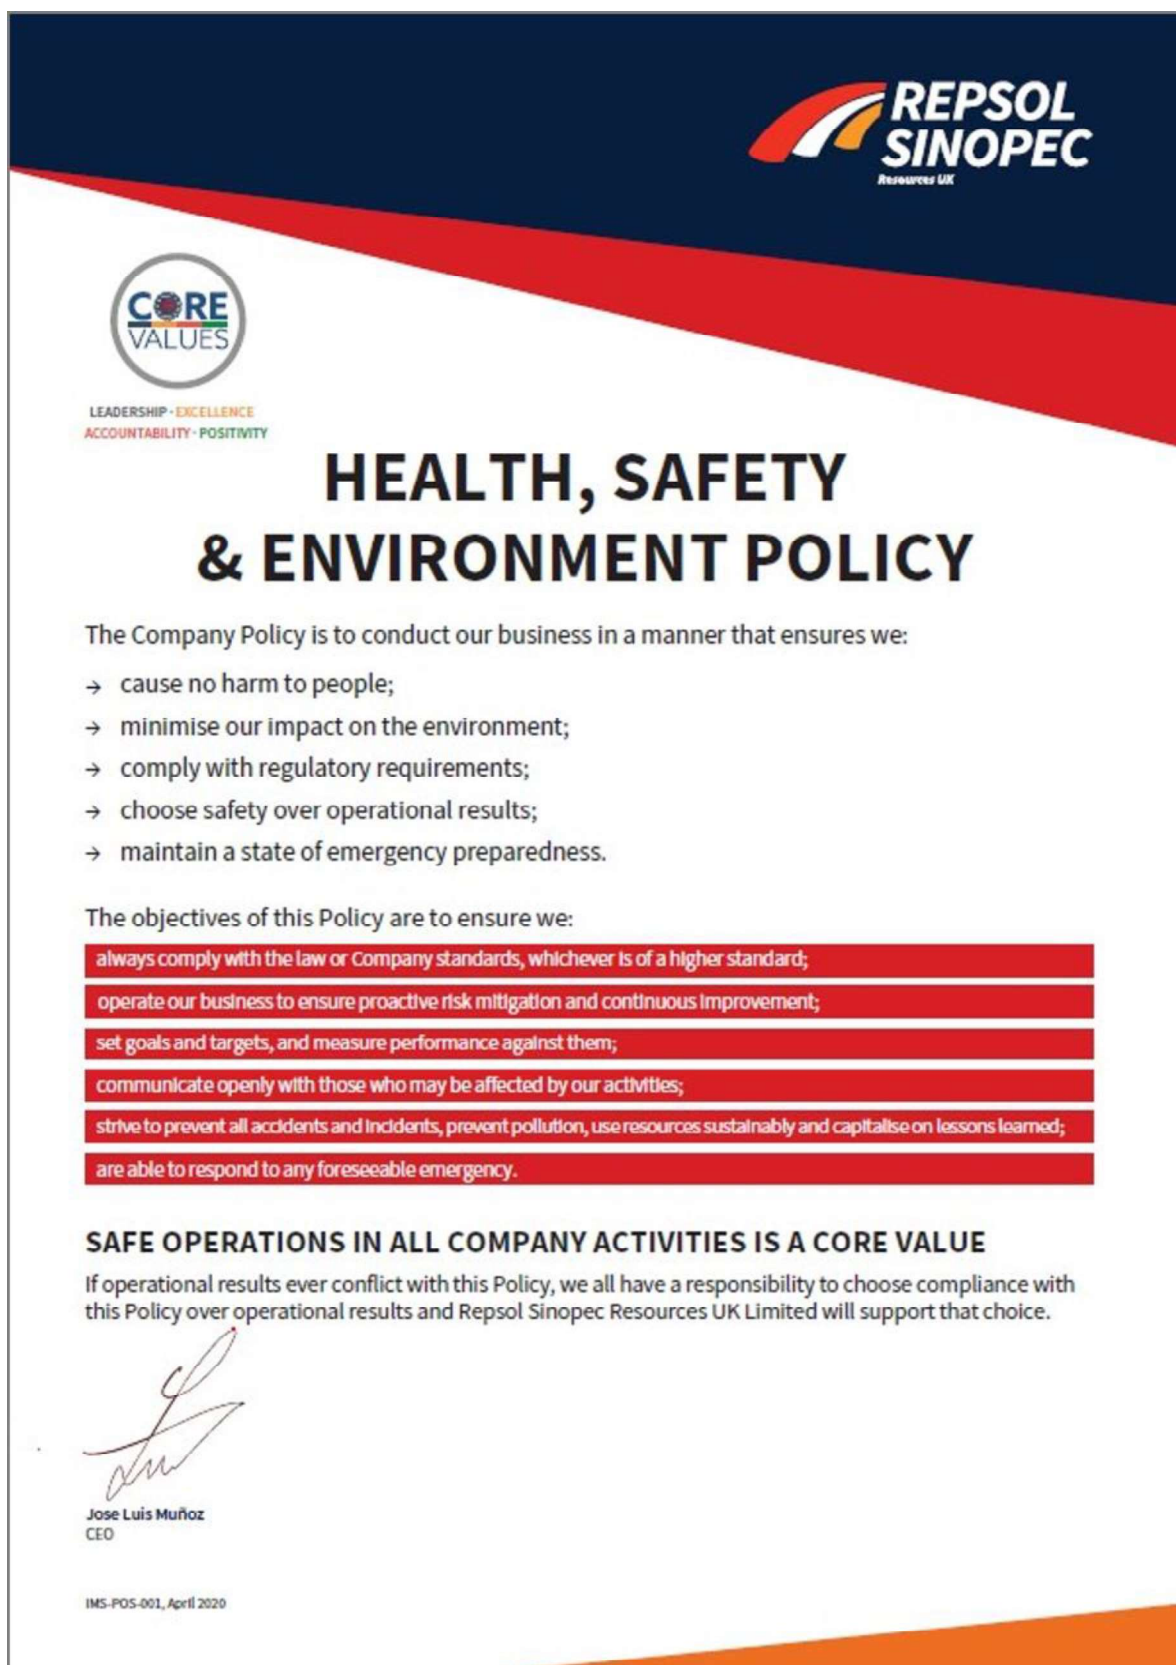 REPSOL
SINOPEC
Resources UK
CORE
VALUES
LEADERSHIP · EXCELLENCE
ACCOUNTABILITY · POSITIVITY
HEALTH, SAFETY
& ENVIRONMENT POLICY
The Company Policy is to conduct our business in a manner that ensures we:
→ cause no harm to people;
→ minimise our impact on the environment;
→ comply with regulatory requirements;
→ choose safety over operational results;
→ maintain a state of emergency preparedness.
The objectives of this Policy are to ensure we:
always comply with the law or Company standards, whichever is of a higher standard;
operate our business to ensure proactive risk mitigation and continuous improvement;
set goals and targets, and measure performance against them;
communicate openly with those who may be affected by our activities;
strive to prevent all accidents and incidents, prevent pollution, use resources sustainably and capitalise on lessons learned;
are able to respond to any foreseeable emergency.
SAFE OPERATIONS IN ALL COMPANY ACTIVITIES IS A CORE VALUE
If operational results ever conflict with this Policy, we all have a responsibility to choose compliance with
this Policy over operational results and Repsol Sinopec Resources UK Limited will support that choice.
Jose Luis Muñoz
CEO
IMS-POS-001, April 2020